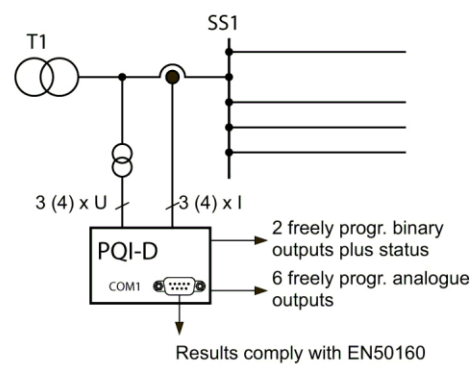 SS1
T1
3 (4) x U
3 (4) x I
PQI-D
COM1
2 freely progr. binary
outputs plus status
6 freely progr. analogue
outputs
Results comply with EN50160